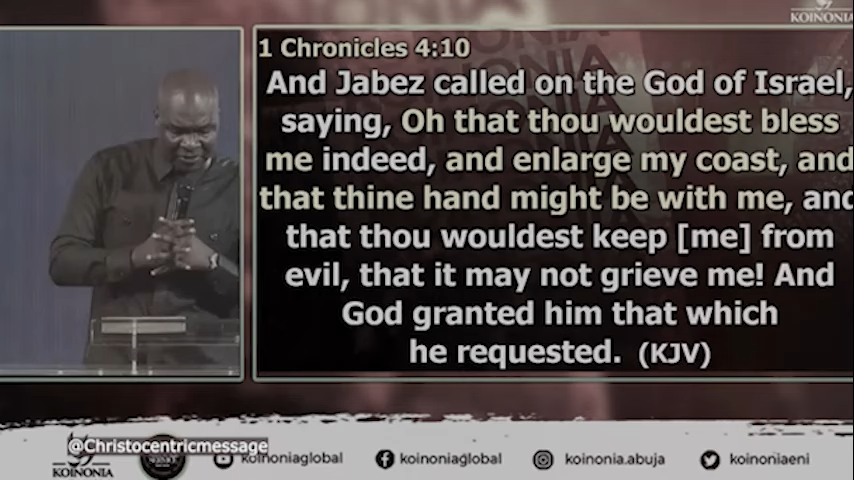 KOINONIA
1 Chronicles 4:10
And Jabez called on the God of Israel,
saying, Oh that thou wouldest bless
me indeed, and enlarge my coast, and
that thine hand might be with me, and
that thou wouldest keep [me] from
evil, that it may not grieve me! And
God granted him that which
he requested. (KJV)
@Christocentricmessage
KOINONIA
koinoniaglobal
koinoniaglobal
koinonia.abuja
koinoniaeni